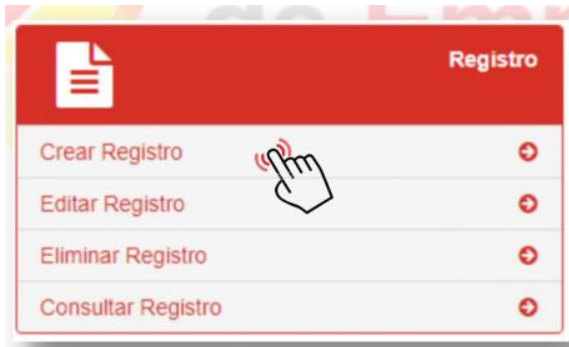 Registro
Crear Registro
Editar Registro
Eliminar Registro
Consultar Registro